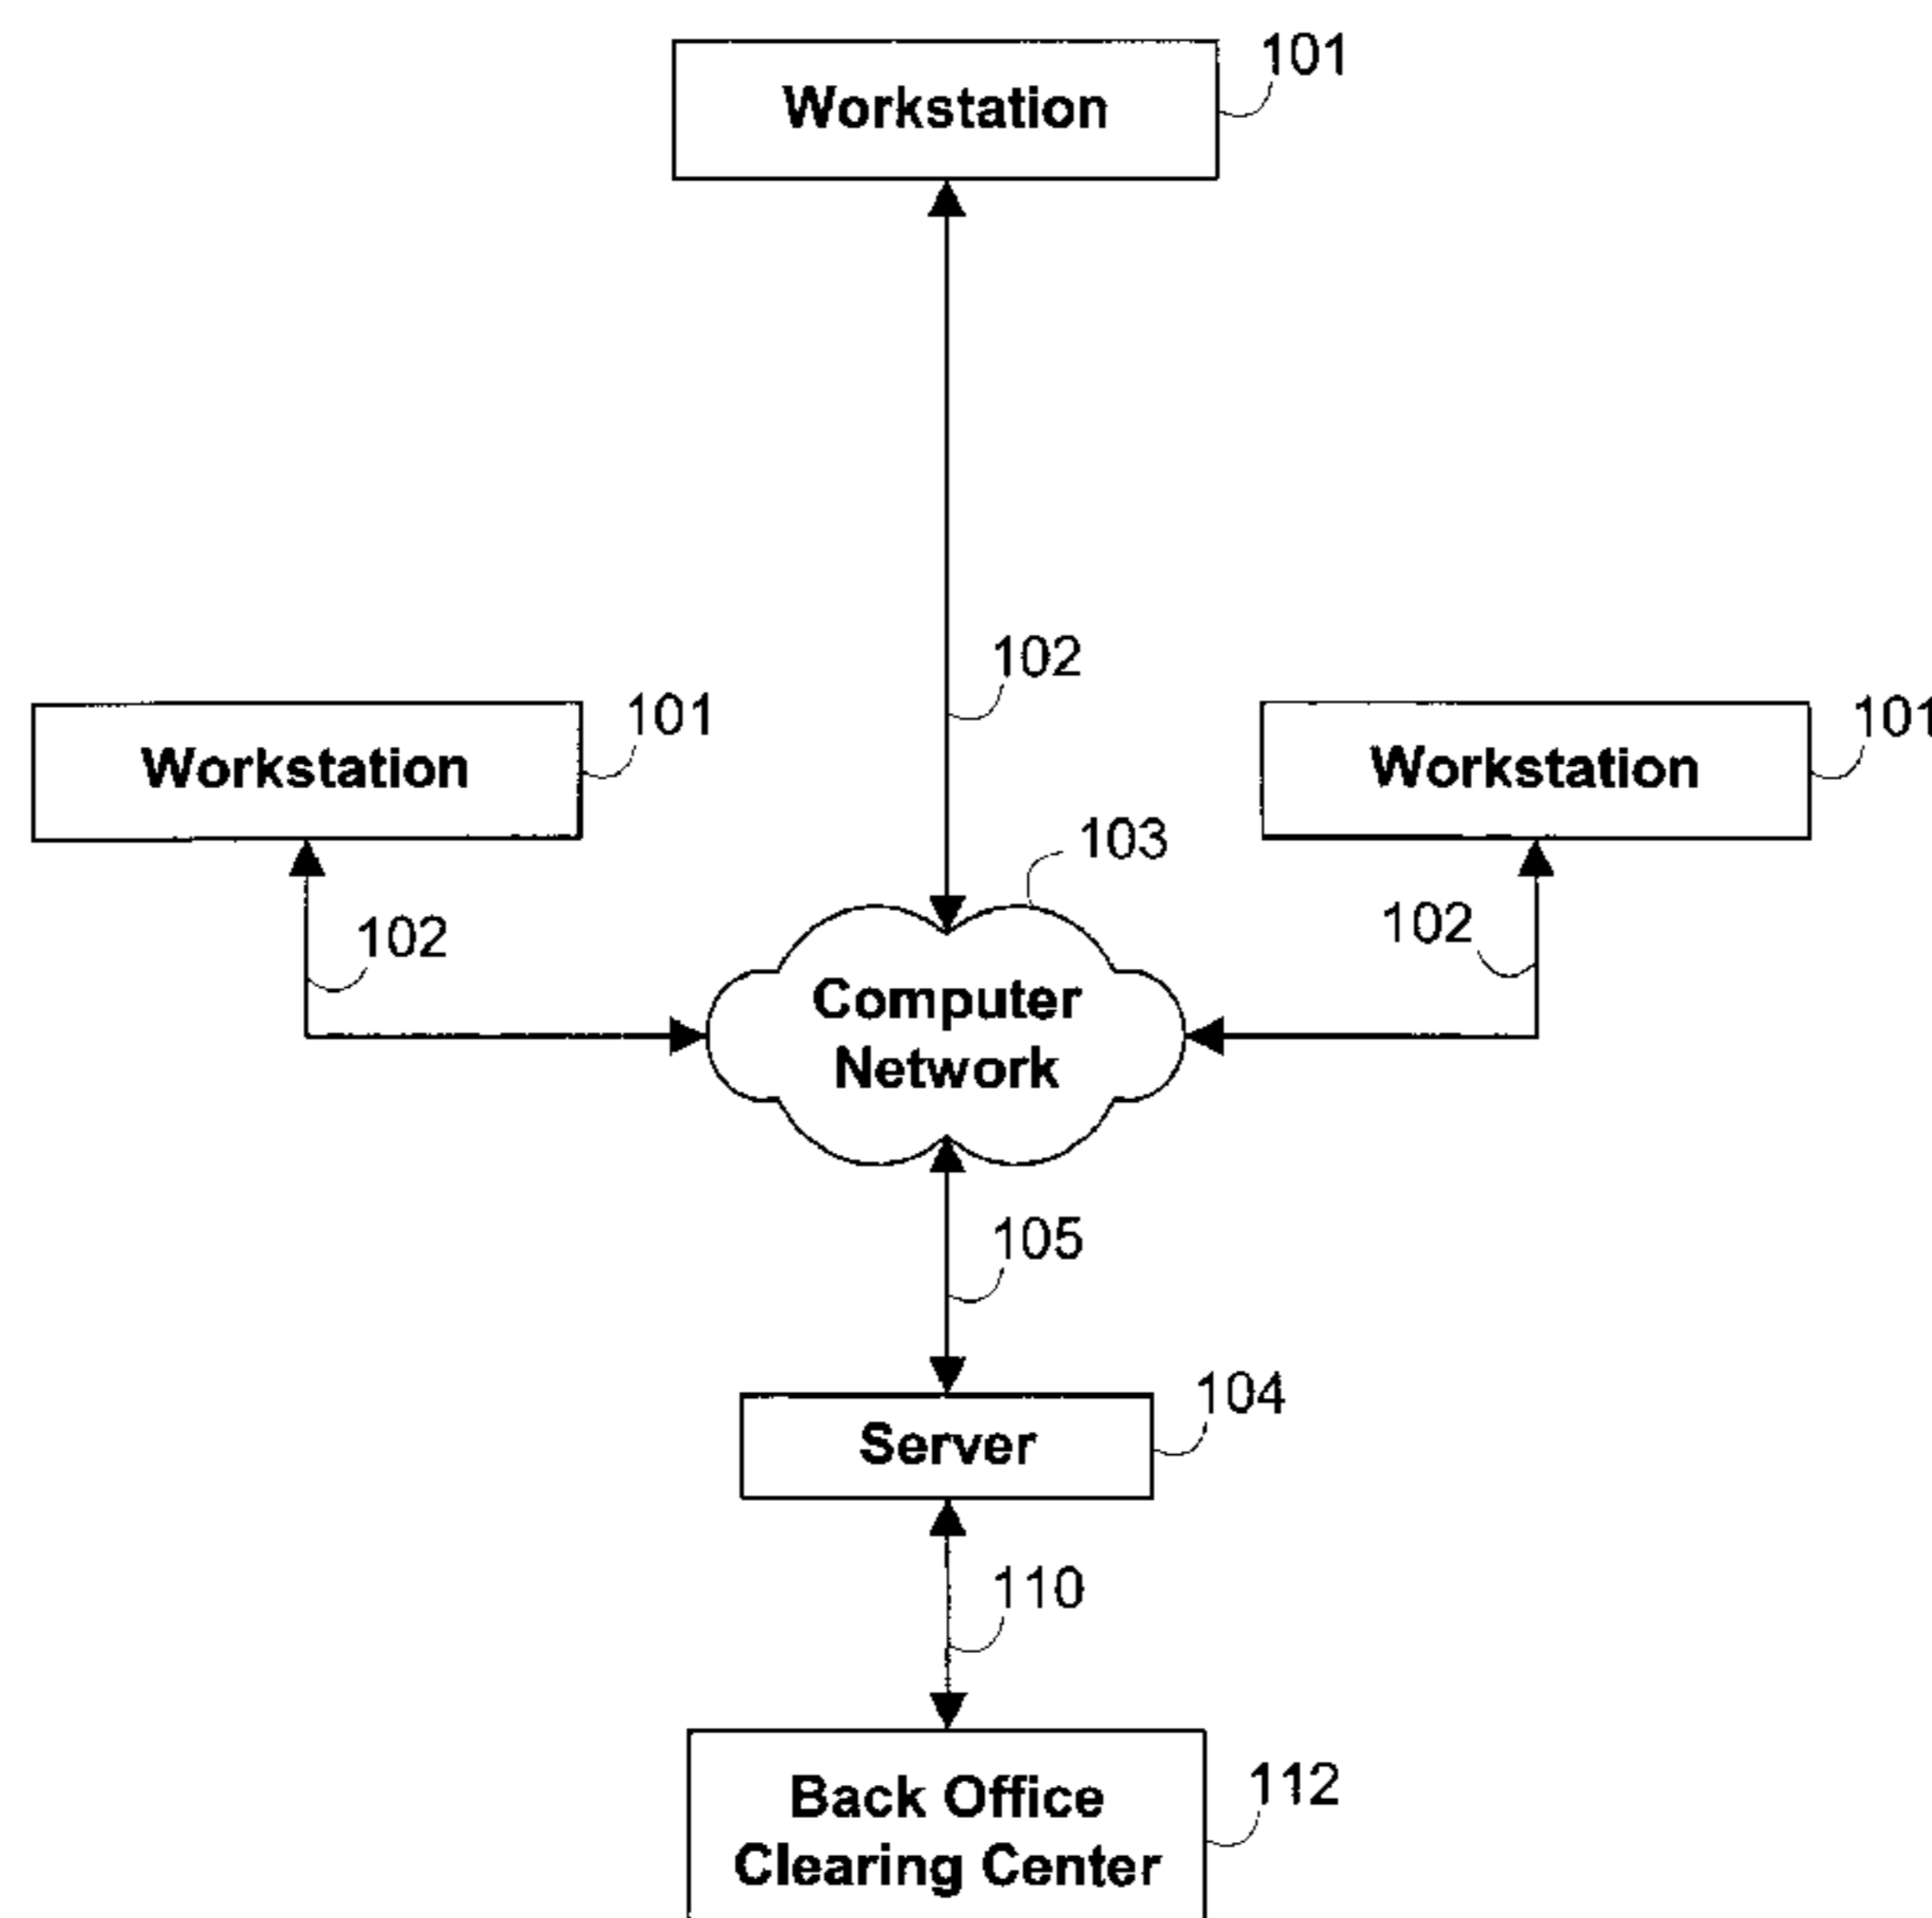 101
Workstation
102
101
Workstation
101
Workstation
103
102
102
Computer
Network
105
104
Server
110
112
Back Office
Clearing Center